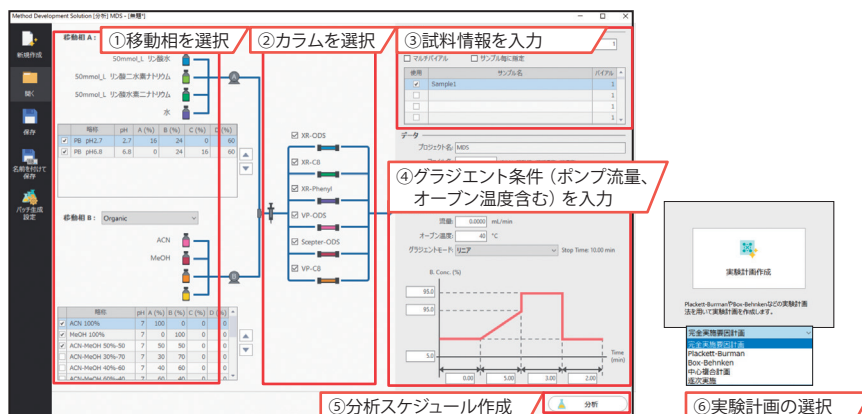 Method Development Solution [分析] MDS - [無題*]
①移動相を選択
②カラムを選択
③試料情報を入力
新規作成
開く
保存
名前を付けて
保存
バッチ生成
設定
移動相 A :
50mmol_L リン酸水
50mmol_L リン酸二水素ナトリウム
50mmol_L リン酸水素二ナトリウム
水
A
略称 pH A (%) B (%) C (%) D (%)
PB pH2.7 2.7 16 24 0 60
PB pH6.8 6.8 0 24 16 60
移動相 B : Organic
ACN
MeOH
B
略称 pH A (%) B (%) C (%) D (%)
ACN 100% 7 100 0 0 0
MeOH 100% 7 0 100 0 0
ACN-MeOH 50%-50 7 50 50 0 0
ACN-MeOH 30%-70 7 30 70 0 0
ACN-MeOH 40%-60 7 40 60 0 0
ACN-MeOH 60%-40 7 60 40 0 0
XR-ODS
XR-C8
XR-Phenyl
VP-ODS
Scepter-ODS
VP-C8
1
マルチバイアル サンプル毎に指定
使用 サンプル名 バイアル
Sample1 1
1
1
1
データ
プロジェクト名: MDS
④グラジエント条件（ポンプ流量、
オーブン温度含む）を入力
流量: 0.0000 mL/min
オーブン温度: 40 °C
グラジエントモード: リニア Stop Time: 10.00 min
B. Conc. (%)
95.0
95.0
5.0
Time
(min)
0.00 5.00 3.00 2.00
⑤分析スケジュール作成
分析
実験計画作成
Plackett-BurmanやBox-Behnkenなどの実験計画
法を用いて実験計画を作成します。
完全実施要因計画
完全実施要因計画
Plackett-Burman
Box-Behnken
中心複合計画
逐次実施
⑥実験計画の選択